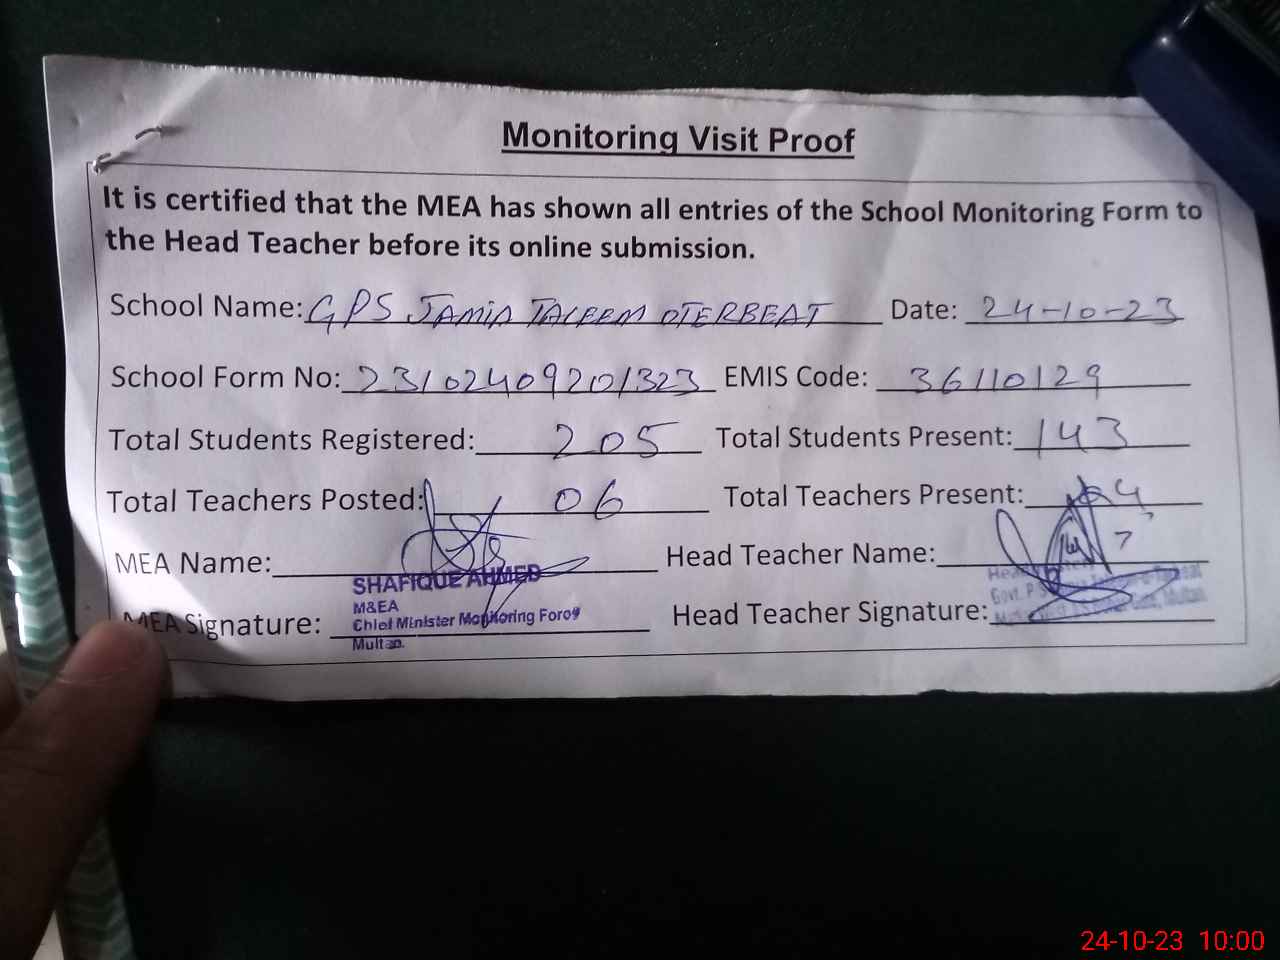 Monitoring Visit Proof
It is certified that the MEA has shown all entries of the School Monitoring Form to
the Head Teacher before its online submission.
School Name: GPS JAMIA TALEEM OTERBEAT Date: 24-10-23
School Form No: 23102409201323 EMIS Code: 36110129
Total Students Registered: 205 Total Students Present: 143
Total Teachers Posted: 06 Total Teachers Present: 4
MEA Name: Head Teacher Name:
SHAFIQUE AHMED
M&EA
Chief Minister Monitoring Force
Multan.
MEA Signature: Head Teacher Signature:
24-10-23 10:00